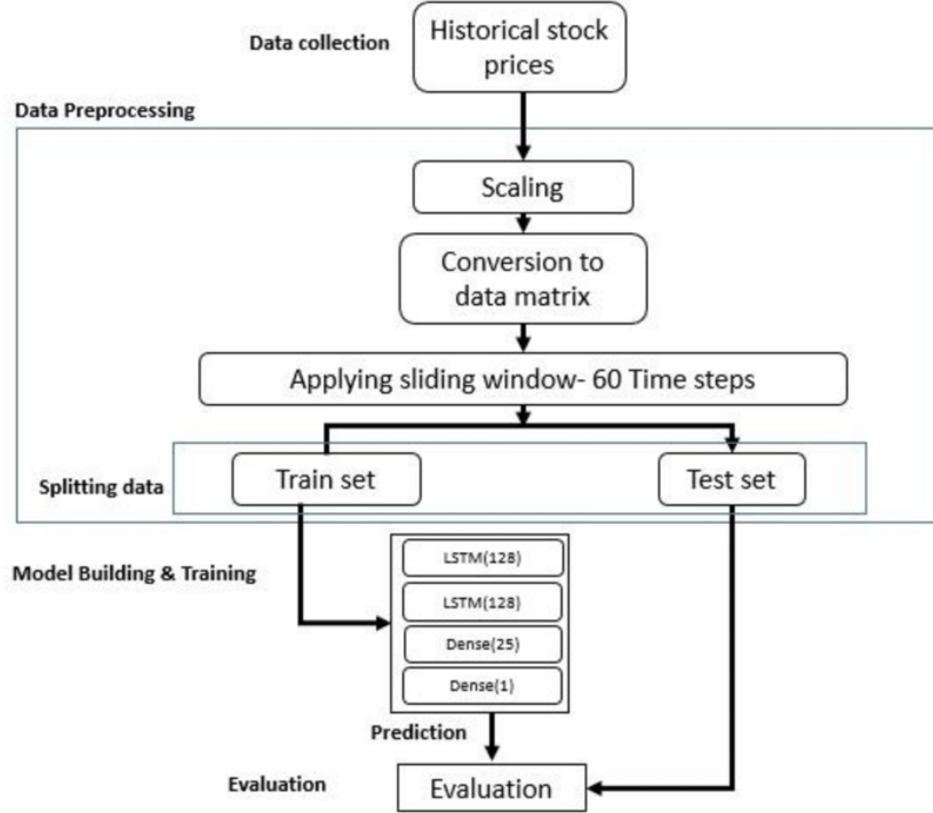 Data collection
Historical stock
prices
Data Preprocessing
Scaling
Conversion to
data matrix
Applying sliding window- 60 Time steps
Splitting data
Train set
Test set
Model Building & Training
LSTM(128)
LSTM(128)
Dense(25)
Dense(1)
Prediction
Evaluation
Evaluation